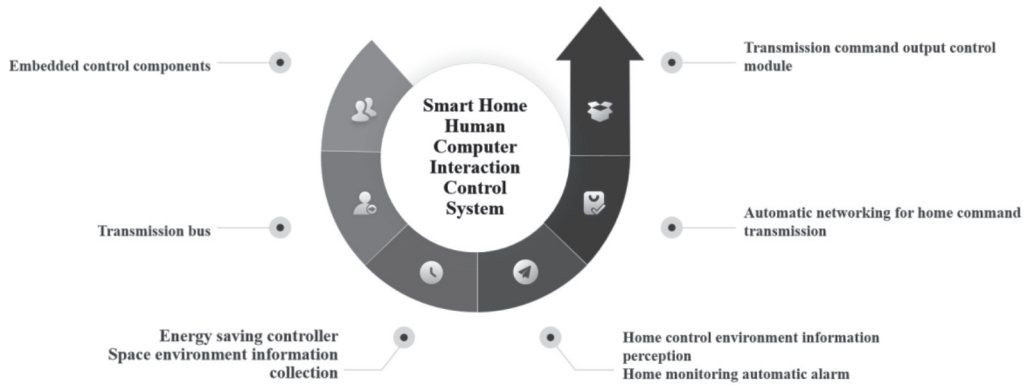 Embedded control components
Transmission bus
Energy saving controller
Space environment information
collection
Smart Home
Human
Computer
Interaction
Control
System
Transmission command output control
module
Automatic networking for home command
transmission
Home control environment information
perception
Home monitoring automatic alarm